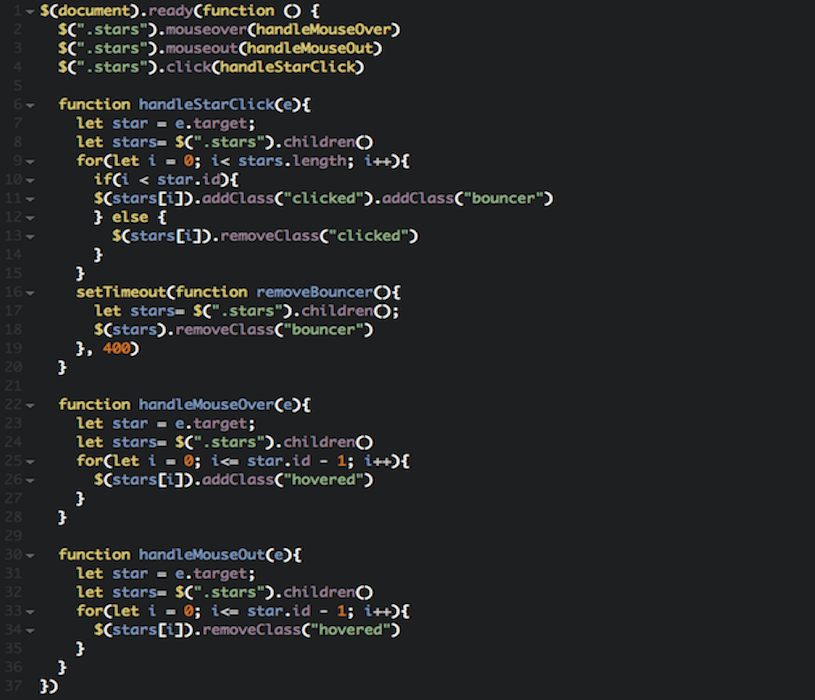 1 $(document).ready(function () {
2 $(".stars").mouseover(handleMouseOver)
3 $(".stars").mouseout(handleMouseOut)
4 $(".stars").click(handleStarClick)
5
6 function handleStarClick(e){
7 let star = e.target;
8 let stars= $(".stars").children()
9 for(let i = 0; i< stars.length; i++){
10 if(i < star.id){
11 $(stars[i]).addClass("clicked").addClass("bouncer")
12 } else {
13 $(stars[i]).removeClass("clicked")
14 }
15 }
16 setTimeout(function removeBouncer(){
17 let stars= $(".stars").children();
18 $(stars).removeClass("bouncer")
19 }, 400)
20 }
21
22 function handleMouseOver(e){
23 let star = e.target;
24 let stars= $(".stars").children()
25 for(let i = 0; i<= star.id - 1; i++){
26 $(stars[i]).addClass("hovered")
27 }
28 }
29
30 function handleMouseOut(e){
31 let star = e.target;
32 let stars= $(".stars").children()
33 for(let i = 0; i<= star.id - 1; i++){
34 $(stars[i]).removeClass("hovered")
35 }
36 }
37 })